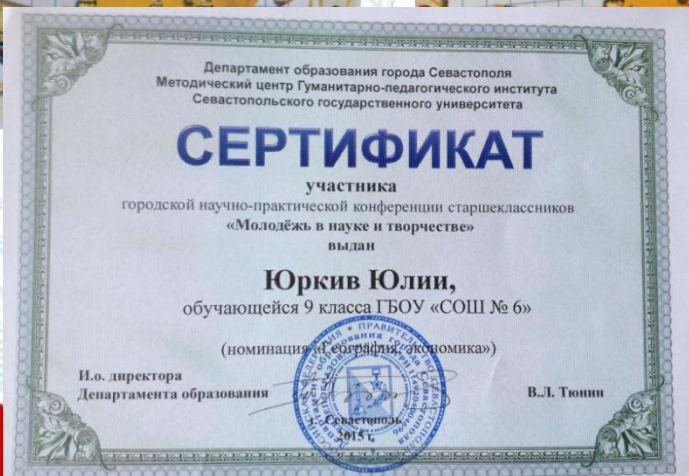 Департамент образования города Севастополя
Методический центр Гуманитарно-педагогического института
Севастопольского государственного университета
СЕРТИФИКАТ
участника
городской научно-практической конференции старшеклассников
«Молодёжь в науке и творчестве»
выдан
Юркив Юлии,
обучающейся 9 класса ГБОУ «СОШ № 6»
(номинация «География, экономика»)
И.о. директора
Департамента образования
В.Л. Тюнин
г. Севастополь,
2015 г.